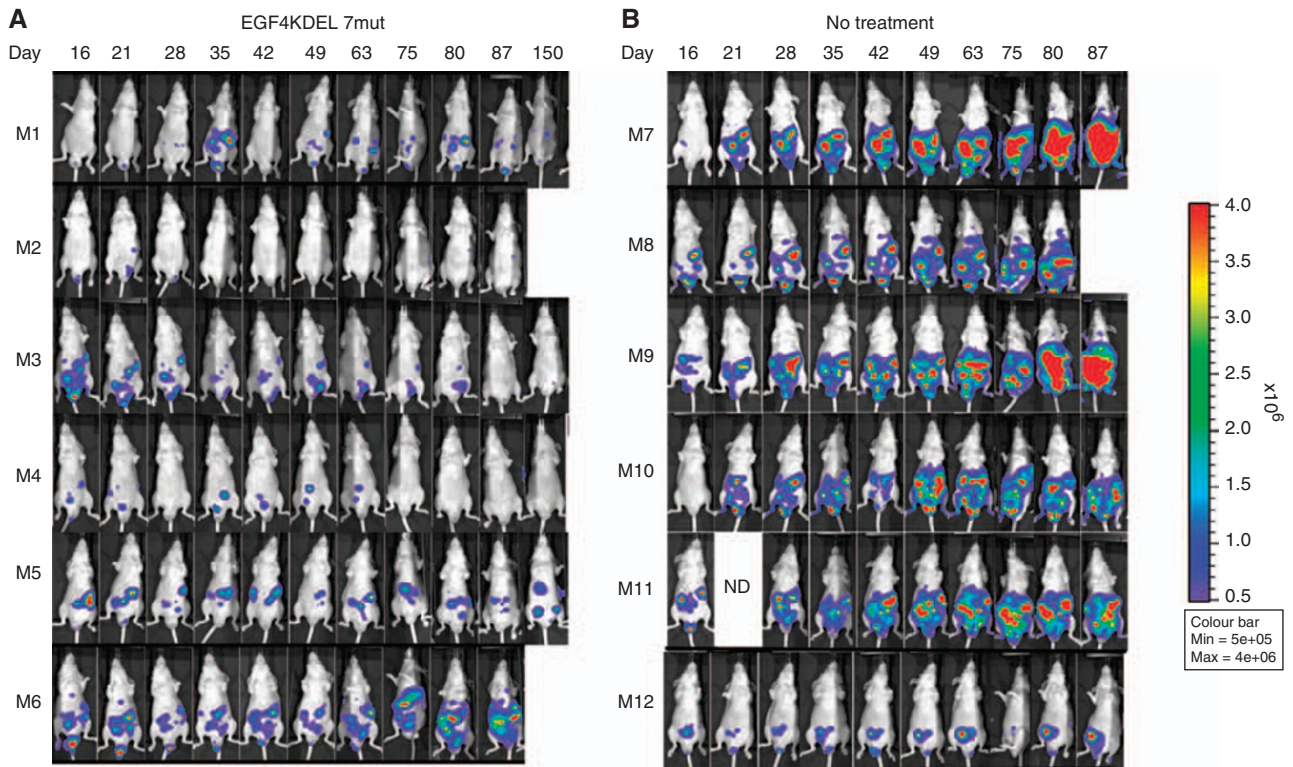 A
EGF4KDEL 7mut
Day 16 21 28 35 42 49 63 75 80 87 150
M1
M2
M3
M4
M5
M6
B
No treatment
Day 16 21 28 35 42 49 63 75 80 87
M7
M8
M9
M10
M11
ND
M12
4.0
3.5
3.0
2.5
2.0
1.5
1.0
0.5
x10⁶
Colour bar
Min = 5e+05
Max = 4e+06